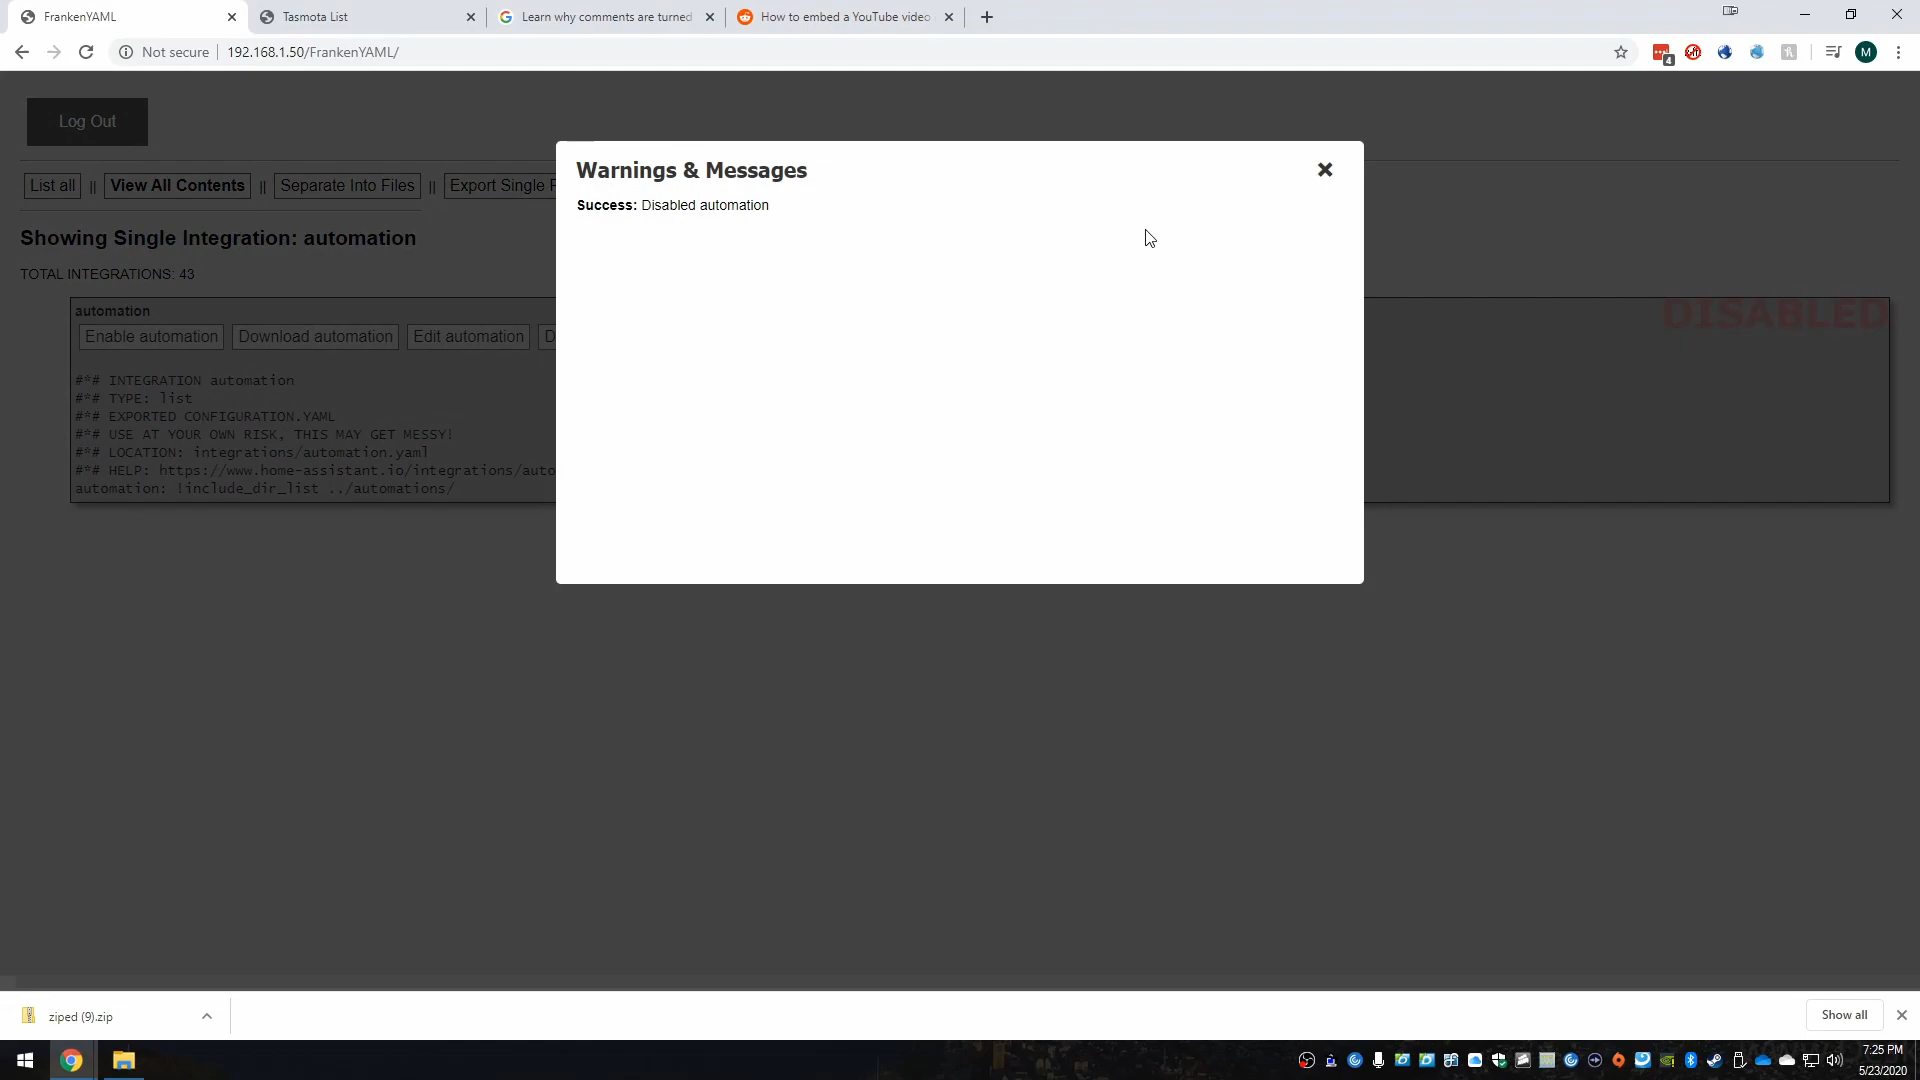 FrankenYAML
Tasmota List
Learn why comments are turned
How to embed a YouTube video
Not secure
192.168.1.50/FrankenYAML/
4
M
Log Out
List all || View All Contents || Separate Into Files || Export Single F
Showing Single Integration: automation
TOTAL INTEGRATIONS: 43
automation
DISABLED
Enable automation Download automation Edit automation D
#*# INTEGRATION automation
#*# TYPE: list
#*# EXPORTED CONFIGURATION.YAML
#*# USE AT YOUR OWN RISK, THIS MAY GET MESSY!
#*# LOCATION: integrations/automation.yaml
#*# HELP: https://www.home-assistant.io/integrations/auto
automation: !include_dir_list ../automations/
Warnings & Messages
Success: Disabled automation
ziped (9).zip
Show all
7:25 PM
5/23/2020